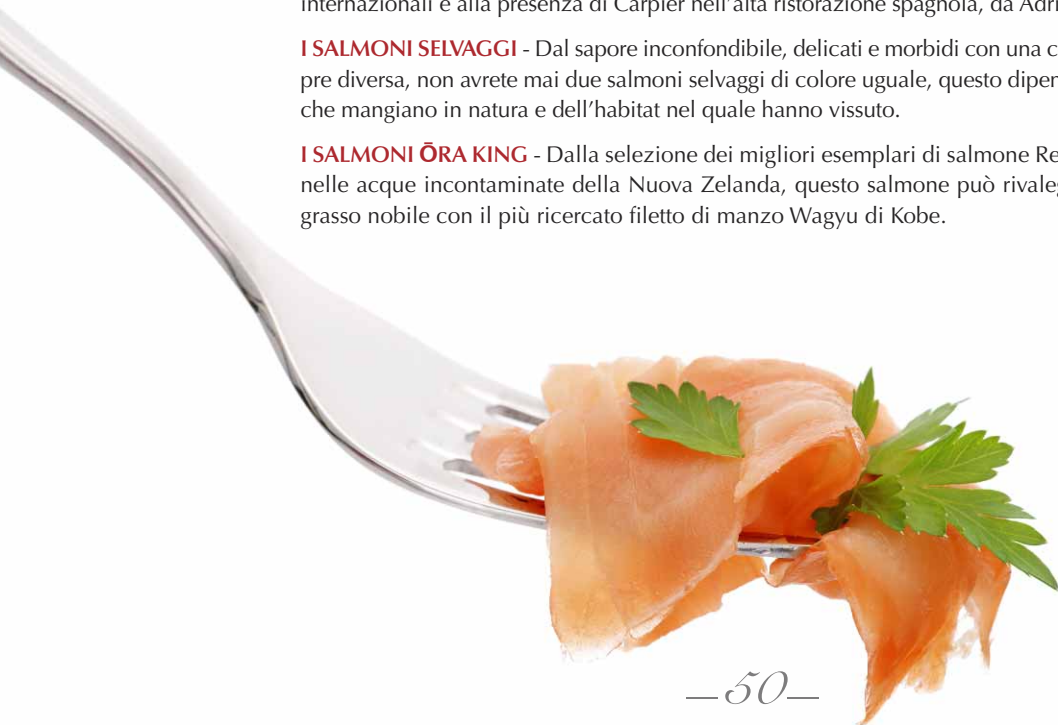 internazionali e alla presenza di Carpier nell'alta ristorazione spagnola, da Adri
I SALMONI SELVAGGI - Dal sapore inconfondibile, delicati e morbidi con una c
pre diversa, non avrete mai due salmoni selvaggi di colore uguale, questo dipen
che mangiano in natura e dell'habitat nel quale hanno vissuto.
I SALMONI ŌRA KING - Dalla selezione dei migliori esemplari di salmone Re
nelle acque incontaminate della Nuova Zelanda, questo salmone può rivaleg
grasso nobile con il più ricercato filetto di manzo Wagyu di Kobe.
—50—